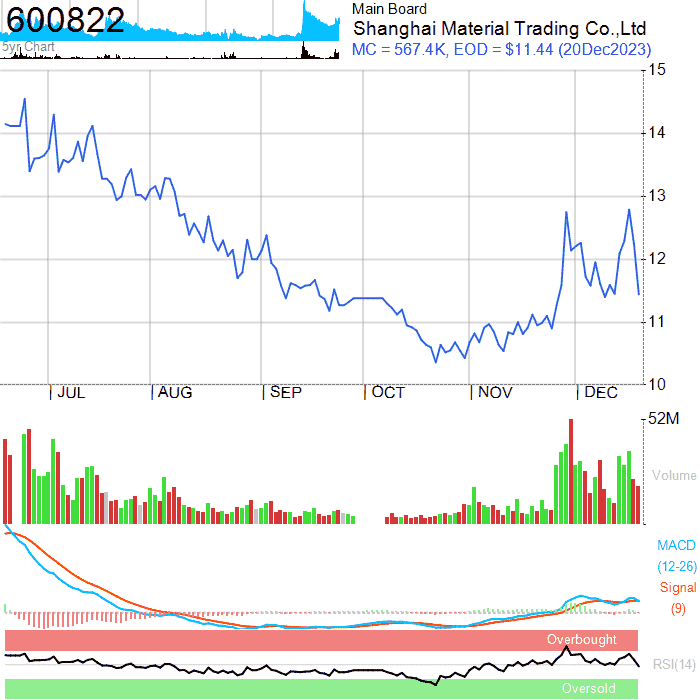 600822
Main Board
Shanghai Material Trading Co.,Ltd
5yr Chart
MC = 567.4K, EOD = $11.44 (20Dec2023)
15
14
13
12
11
10
JUL
AUG
SEP
OCT
NOV
DEC
52M
Volume
MACD
(12-26)
Signal
(9)
Overbought
RSI(14)
Oversold